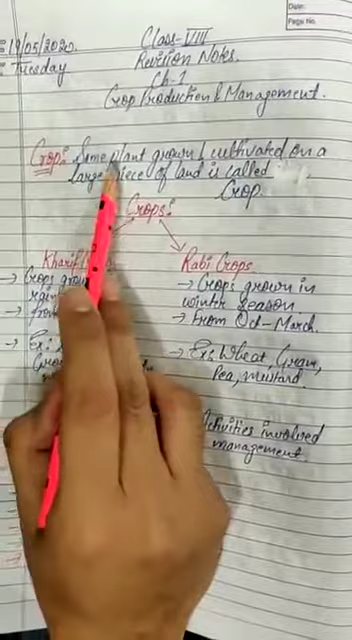 Date:
Page No.
19/05/2020
Class-VIII
Tuesday
Revision Notes.
Ch-1
Crop Production & Management.
Crop: Same plant grown / cultivated on a
large piece of land is called
Crop.
Crops:
Kharif
Rabi Crops
→ Crops
→ Crops grown in
winter season.
→
→ From Oct-March.
→ Ex:
→ Ex: Wheat, Gram,
Pea, mustard.
Activities involved
management.